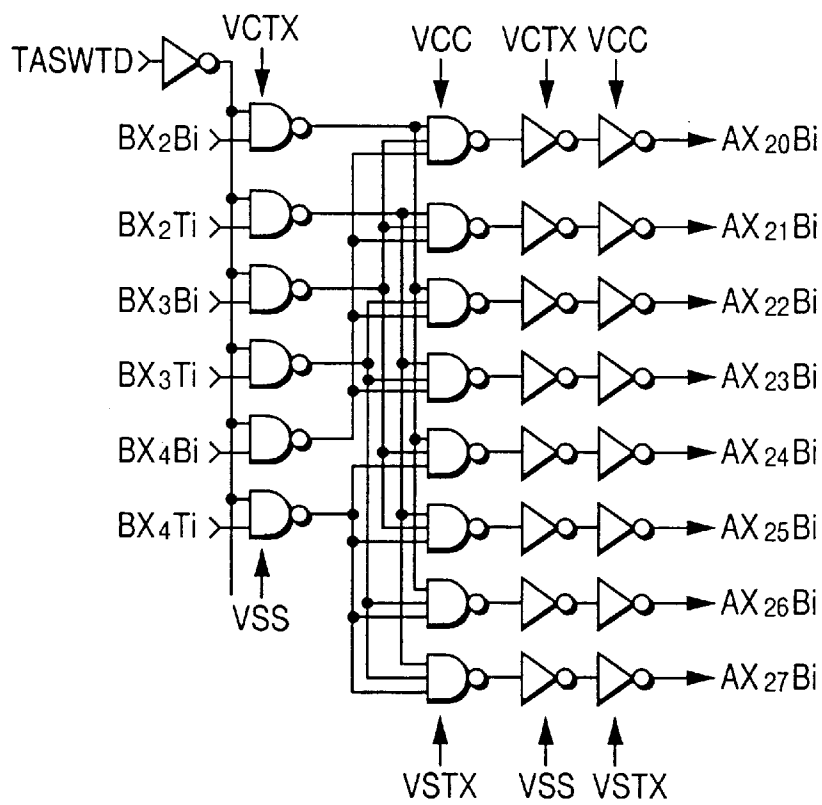 VCTX VCC VCTX VCC
TASWTD
BX2Bi AX20Bi
BX2Ti AX21Bi
BX3Bi AX22Bi
BX3Ti AX23Bi
BX4Bi AX24Bi
BX4Ti AX25Bi
VSS AX26Bi
AX27Bi
VSTX VSS VSTX